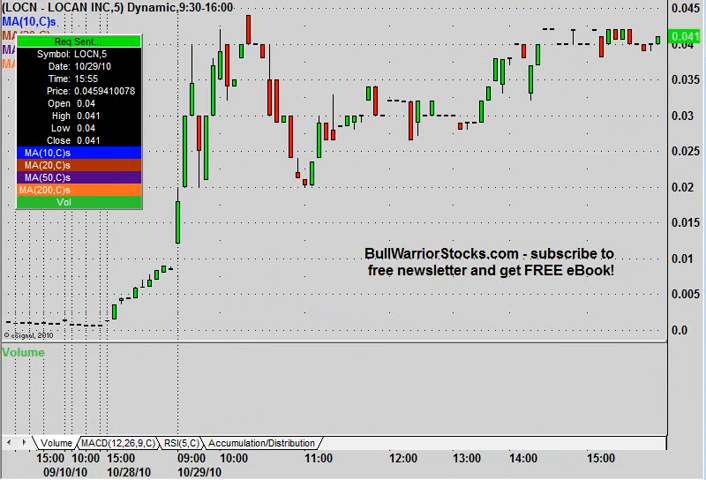 (LOCN - LOCAN INC,5) Dynamic,9:30-16:00
MA(10,C)s
Req Sent...
Symbol: LOCN,5
Date: 10/29/10
Time: 15:55
Price: 0.0459410078
Open 0.04
High 0.041
Low 0.04
Close 0.041
MA(10,C)s
MA(20,C)s
MA(50,C)s
MA(200,C)s
Vol
0.045
0.041
0.04
0.035
0.03
0.025
0.02
0.015
0.01
0.005
0.0
BullWarriorStocks.com - subscribe to
free newsletter and get FREE eBook!
© eSignal, 2010
Volume
Volume MACD(12,26,9,C) RSI(5,C) Accumulation/Distribution
15:00 10:00 15:00 09:00 10:00 11:00 12:00 13:00 14:00 15:00
09/10/10 10/28/10 10/29/10